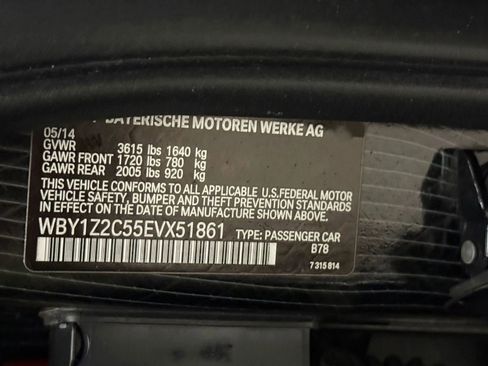 BAYERISCHE MOTOREN WERKE AG
05/14
GVWR 3615 lbs 1640 kg
GAWR FRONT 1720 lbs 780 kg
GAWR REAR 2005 lbs 920 kg
THIS VEHICLE CONFORMS TO ALL APPLICABLE U.S.FEDERAL MOTOR
VEHICLE SAFETY, BUMPER, AND THEFT PREVENTION STANDARDS
IN EFFECT ON THE DATE OF MANUFACTURE SHOWN ABOVE.
WBY1Z2C55EVX51861 TYPE: PASSENGER CAR
B78
7 315 814